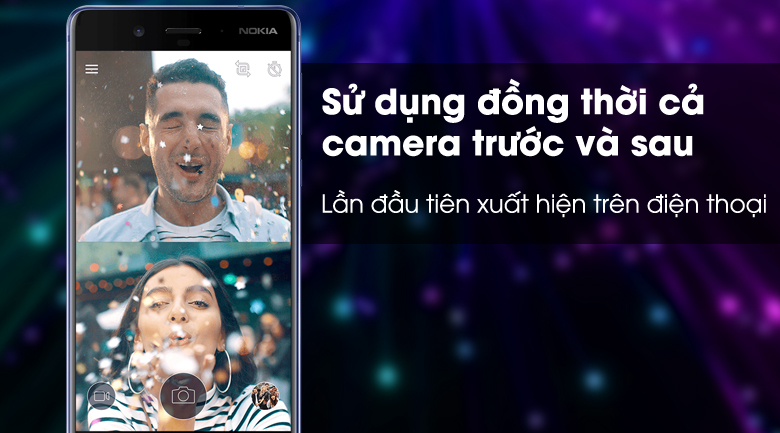 NOKIA
Sử dụng đồng thời cả
camera trước và sau
Lần đầu tiên xuất hiện trên điện thoại